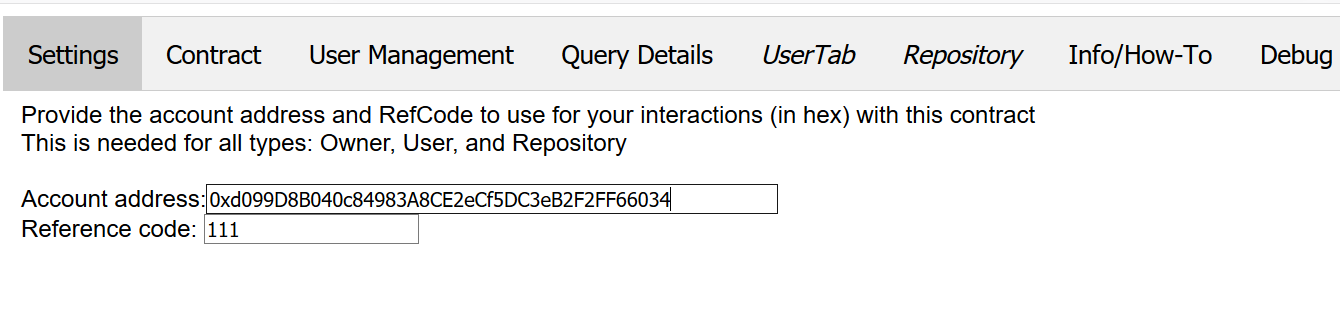 Settings Contract User Management Query Details UserTab Repository Info/How-To Debug
Provide the account address and RefCode to use for your interactions (in hex) with this contract
This is needed for all types: Owner, User, and Repository
Account address: 0xd099D8B040c84983A8CE2eCf5DC3eB2F2FF66034
Reference code: 111